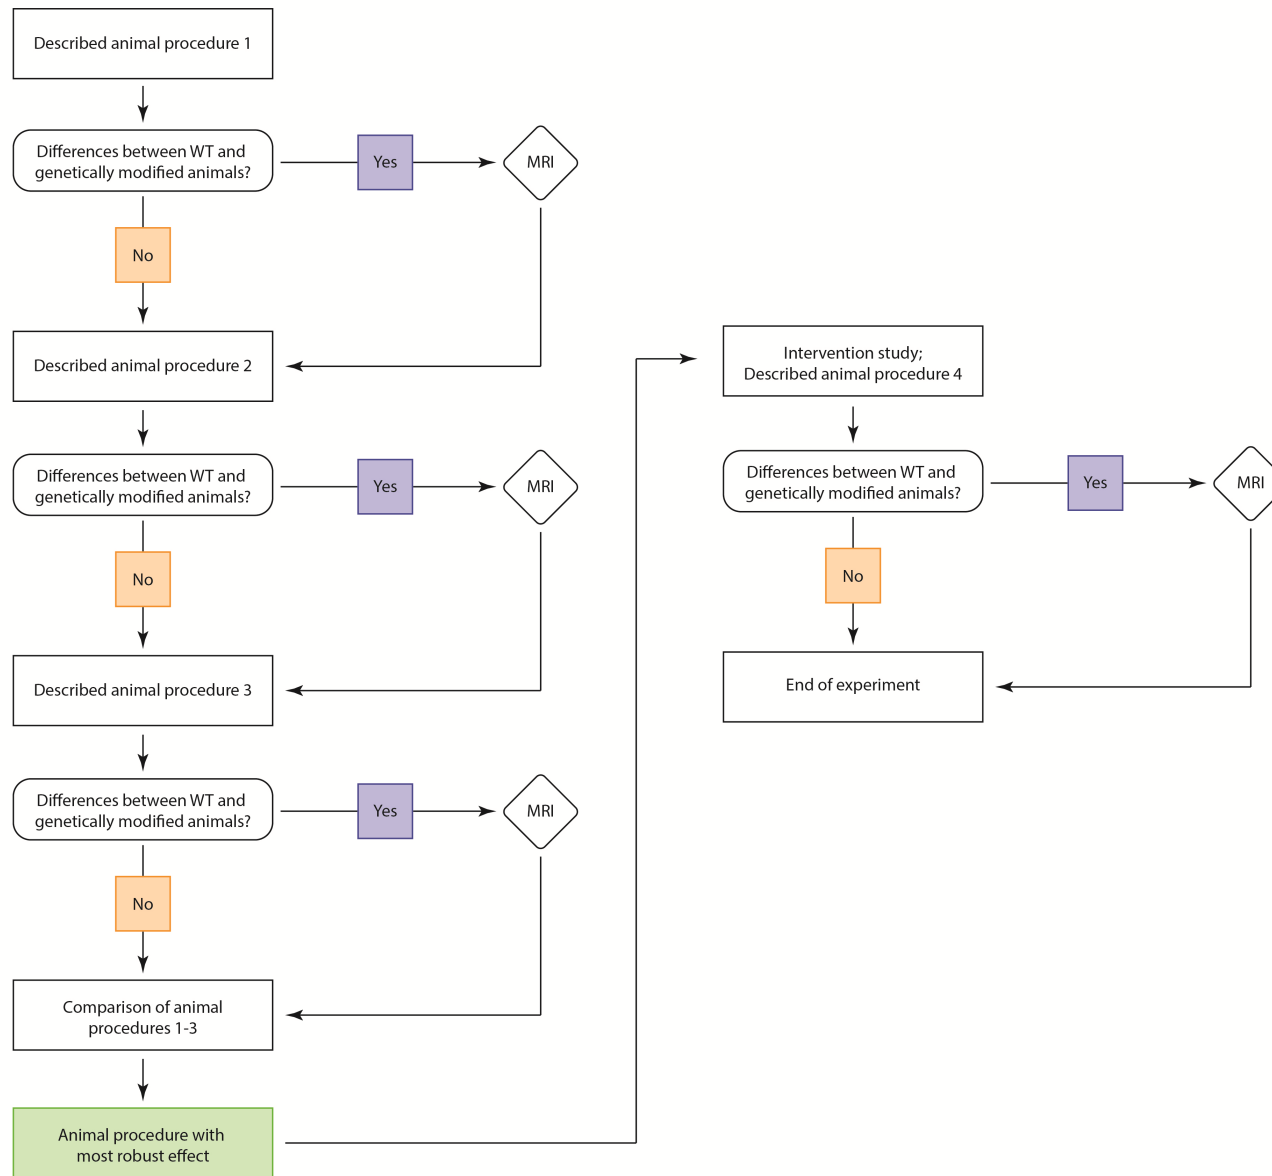 Described animal procedure 1
Differences between WT and
genetically modified animals?
Yes
MRI
No
Described animal procedure 2
Differences between WT and
genetically modified animals?
Yes
MRI
No
Described animal procedure 3
Differences between WT and
genetically modified animals?
Yes
MRI
No
Comparison of animal
procedures 1-3
Animal procedure with
most robust effect
Intervention study;
Described animal procedure 4
Differences between WT and
genetically modified animals?
Yes
MRI
No
End of experiment